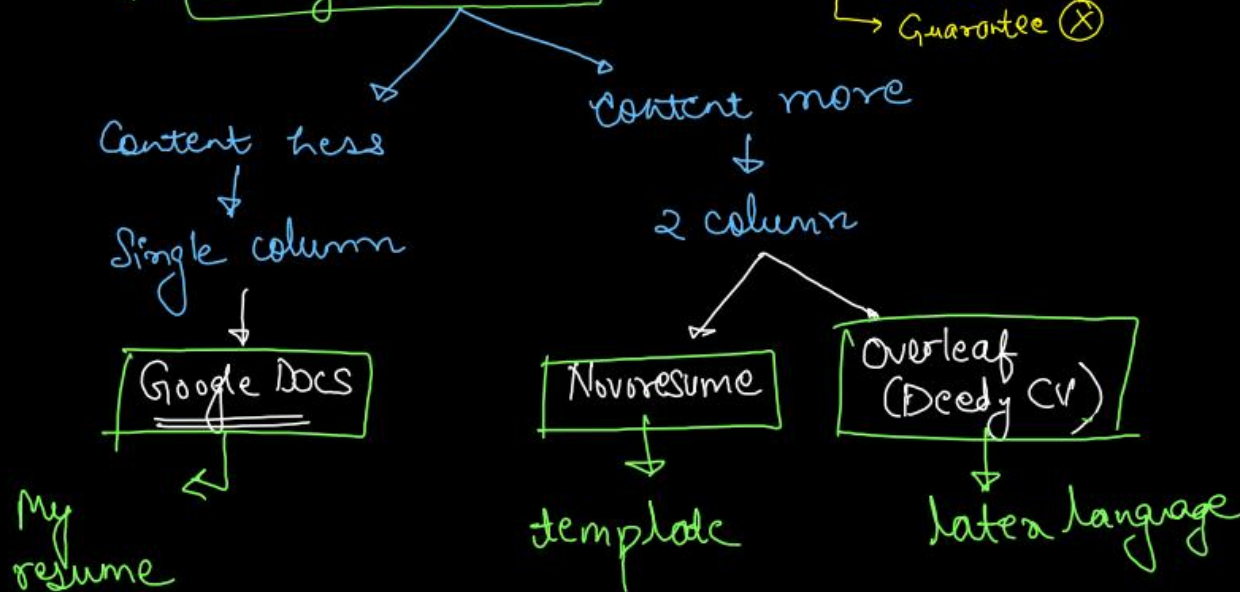 Guarantee
Content less
Content more
Single column
2 column
Google Docs
Novoresume
Overleaf
(Deedy CV)
My
resume
template
latex language